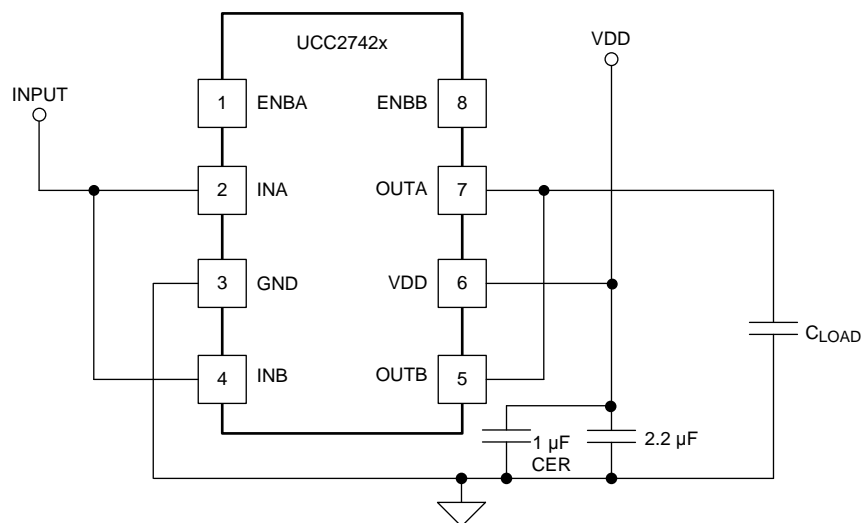 UCC2742x
VDD
INPUT
1 ENBA ENBB 8
2 INA OUTA 7
3 GND VDD 6
4 INB OUTB 5
CLOAD
1 µF
CER
2.2 µF